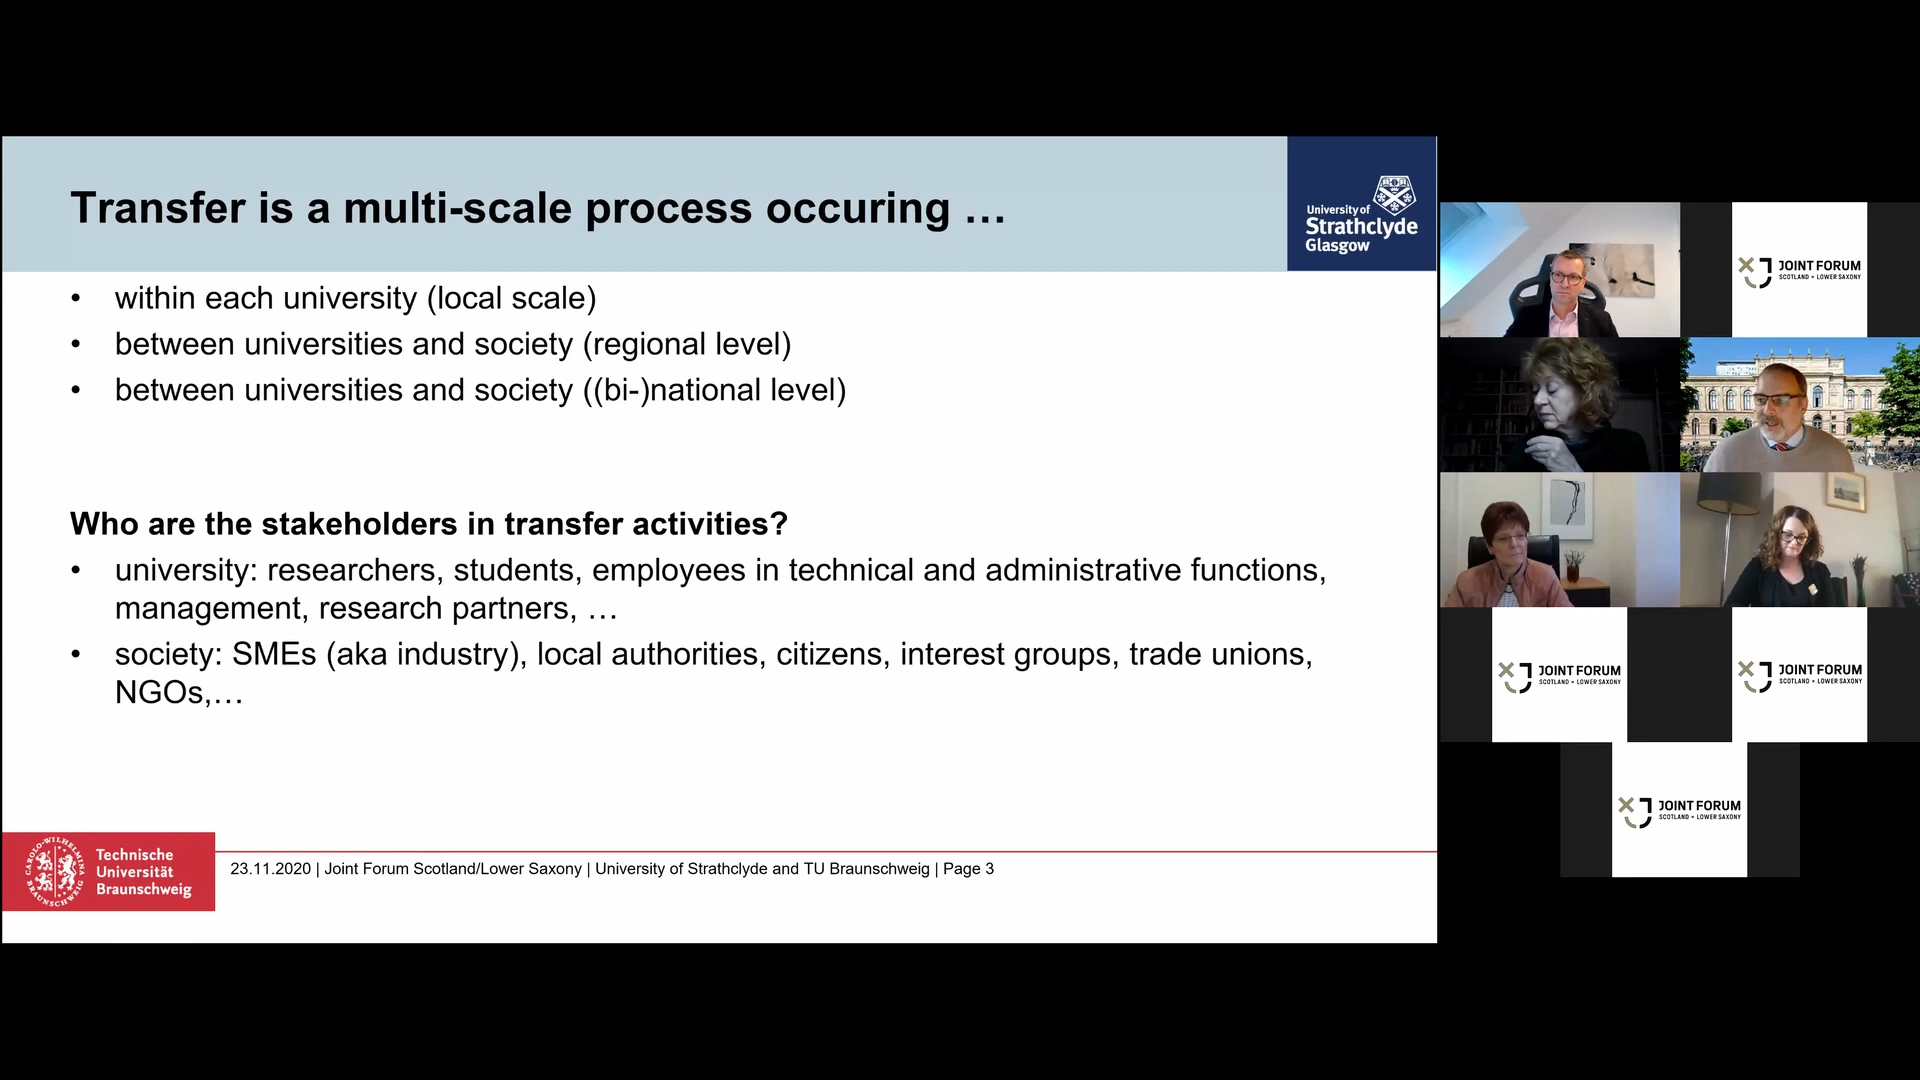 Transfer is a multi-scale process occuring …
University of
Strathclyde
Glasgow
• within each university (local scale)
• between universities and society (regional level)
• between universities and society ((bi-)national level)
Who are the stakeholders in transfer activities?
• university: researchers, students, employees in technical and administrative functions,
management, research partners, …
• society: SMEs (aka industry), local authorities, citizens, interest groups, trade unions,
NGOs,…
CAROLO-WILHELMINA
BRAUNSCHWEIG
Technische
Universität
Braunschweig
23.11.2020 | Joint Forum Scotland/Lower Saxony | University of Strathclyde and TU Braunschweig | Page 3
JOINT FORUM
SCOTLAND • LOWER SAXONY
JOINT FORUM
SCOTLAND • LOWER SAXONY
JOINT FORUM
SCOTLAND • LOWER SAXONY
JOINT FORUM
SCOTLAND • LOWER SAXONY